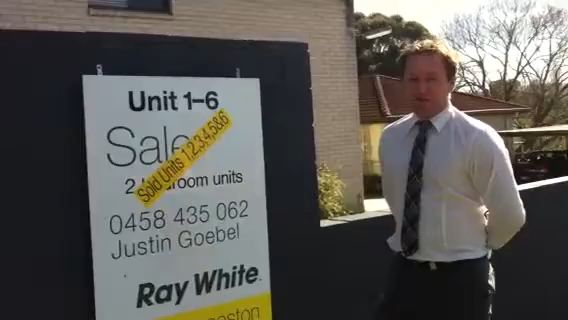 Unit 1–6
Sale
Sold Units 1,2,3,4,5&6
2 room units
0458 435 062
Justin Goebel
Ray White